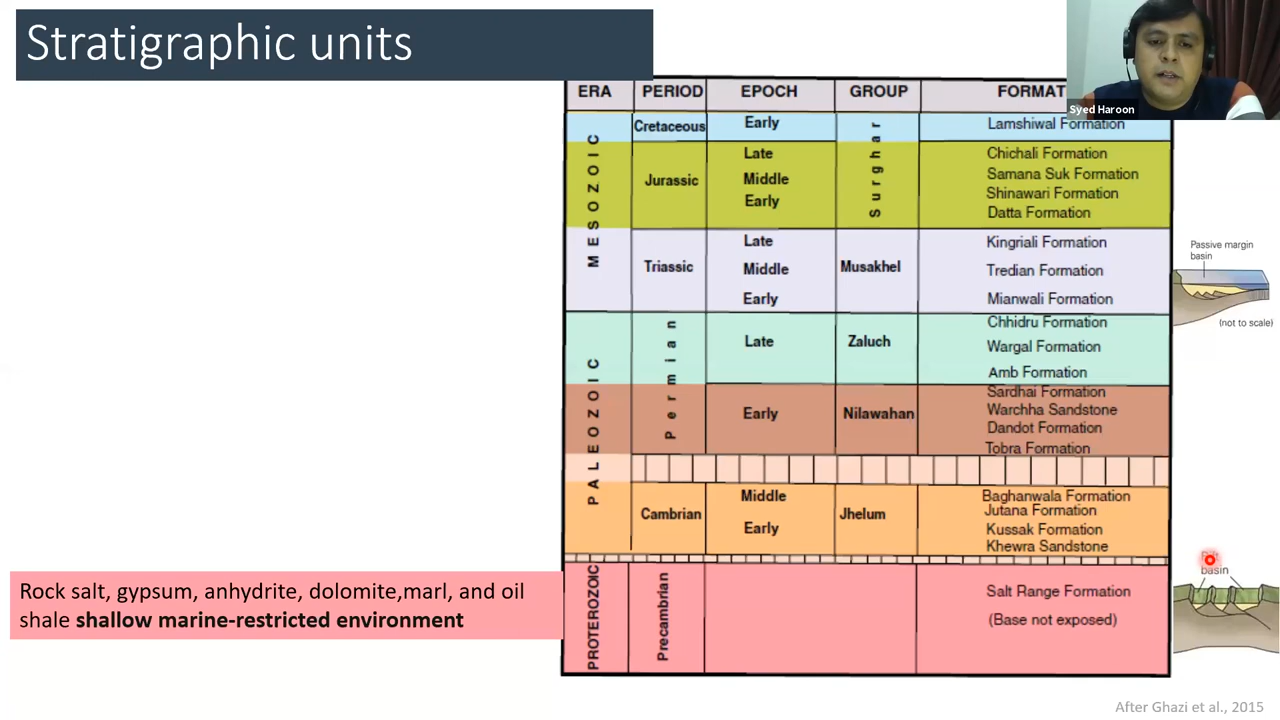 Stratigraphic units
Syed Haroon
ERA PERIOD EPOCH GROUP FORMAT
MESOZOIC
Cretaceous Early Surghar Lamshiwal Formation
Jurassic Late Chichali Formation
Middle Samana Suk Formation
Early Shinawari Formation
Datta Formation
Triassic Late Musakhel Kingriali Formation
Middle Tredian Formation
Early Mianwali Formation
PALEOZOIC
Permian Late Zaluch Chhidru Formation
Wargal Formation
Amb Formation
Early Nilawahan Sardhai Formation
Warchha Sandstone
Dandot Formation
Tobra Formation
Cambrian Middle Jhelum Baghanwala Formation
Jutana Formation
Early Kussak Formation
Khewra Sandstone
PROTEROZOIC
Precambrian Salt Range Formation
(Base not exposed)
Passive margin
basin
(not to scale)
basin
Rock salt, gypsum, anhydrite, dolomite,marl, and oil
shale shallow marine-restricted environment
After Ghazi et al., 2015